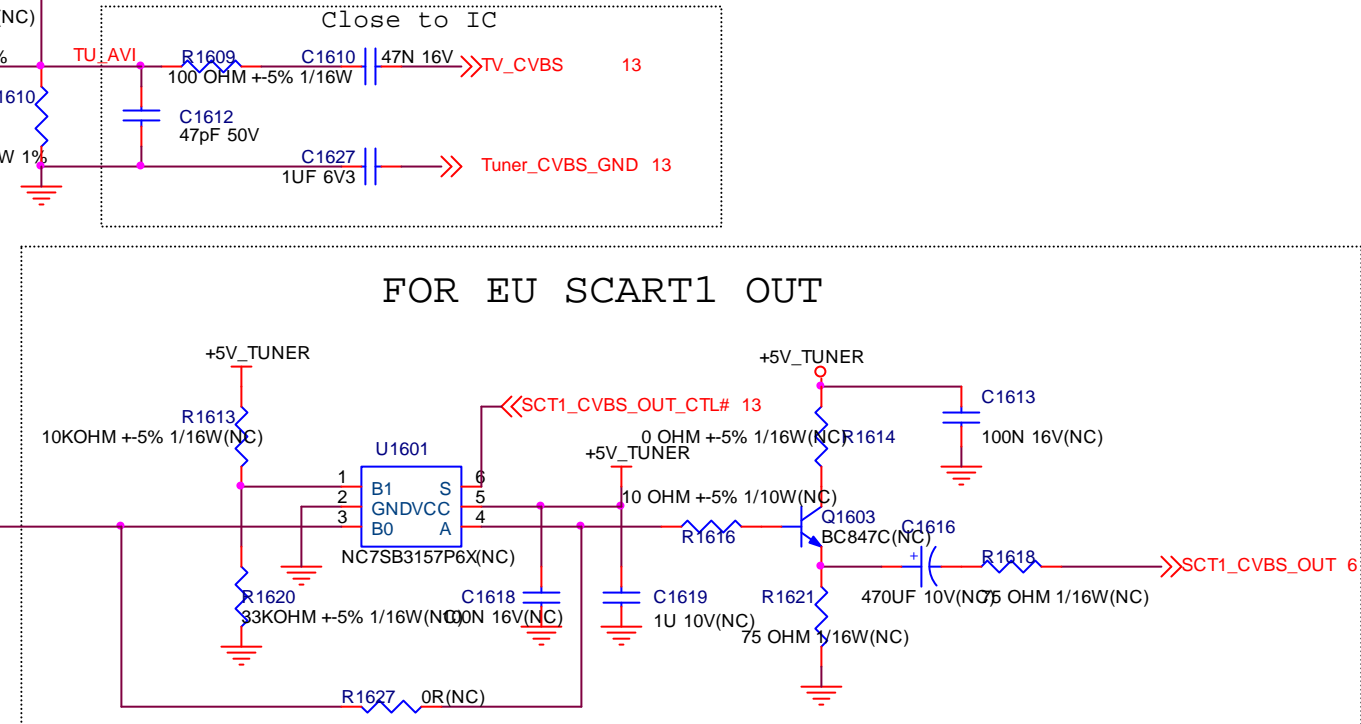 (NC)
Close to IC
%
TU_AVI
R1609
C1610
47N 16V
TV_CVBS
13
100 OHM +-5% 1/16W
1610
C1612
47pF 50V
W 1%
C1627
1UF 6V3
Tuner_CVBS_GND 13
FOR EU SCART1 OUT
+5V_TUNER
+5V_TUNER
R1613
10KOHM +-5% 1/16W(NC)
SCT1_CVBS_OUT_CTL# 13
C1613
100N 16V(NC)
0 OHM +-5% 1/16W(NC)
R1614
U1601
+5V_TUNER
1
B1
S
6
2
GND
VCC
5
3
B0
A
4
NC7SB3157P6X(NC)
10 OHM +-5% 1/10W(NC)
R1616
Q1603
BC847C(NC)
C1616
+
470UF 10V(NC)
R1618
75 OHM 1/16W(NC)
SCT1_CVBS_OUT 6
R1620
33KOHM +-5% 1/16W(NC)
C1618
100N 16V(NC)
C1619
1U 10V(NC)
R1621
75 OHM 1/16W(NC)
R1627
0R(NC)